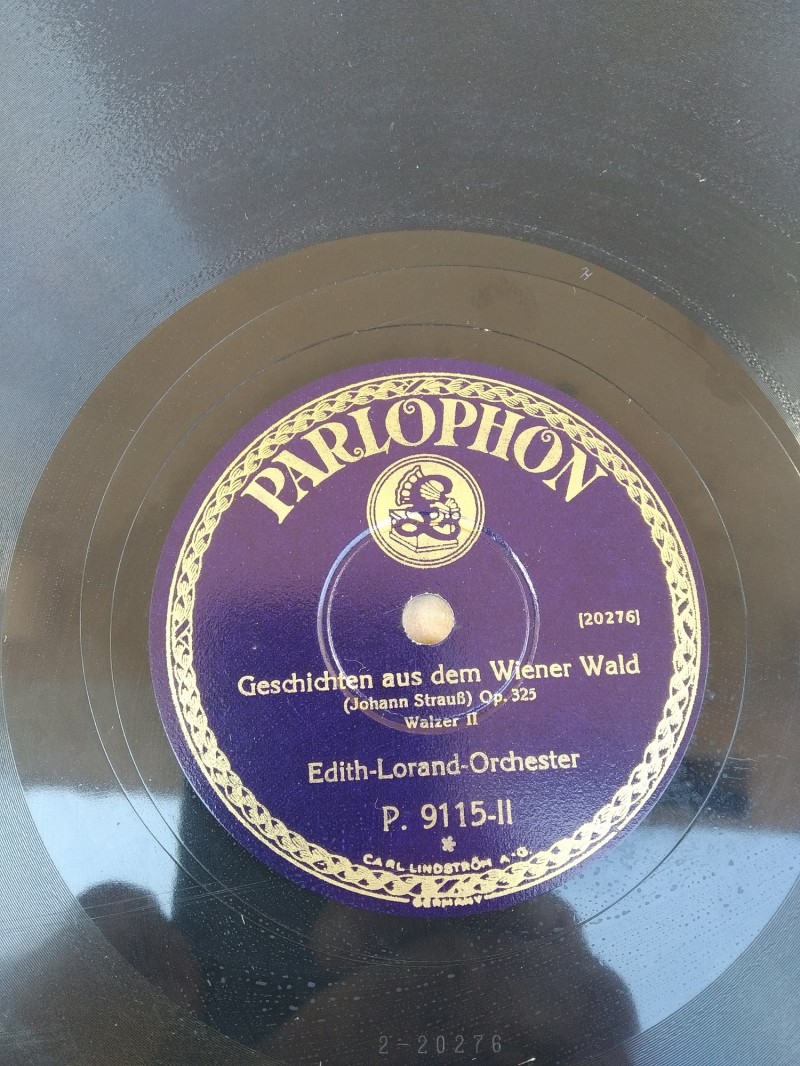 H
PARLOPHON
£
[20276]
Geschichten aus dem Wiener Wald
(Johann Strauß) Op. 325
Walzer II
Edith-Lorand-Orchester
P. 9115-II
*
CARL LINDSTRÖM A-G.
GERMANY
2-20276